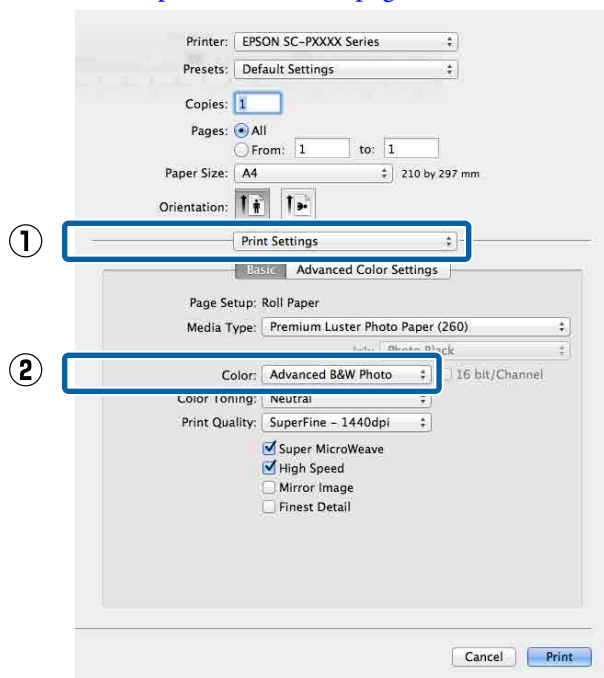 Printer: EPSON SC-PXXXX Series
Presets: Default Settings
Copies: 1
Pages: All
From: 1 to: 1
Paper Size: A4 210 by 297 mm
Orientation:
1 Print Settings
Basic Advanced Color Settings
Page Setup: Roll Paper
Media Type: Premium Luster Photo Paper (260)
Ink: Photo Black
2 Color: Advanced B&W Photo 16 bit/Channel
Color Toning: Neutral
Print Quality: SuperFine – 1440dpi
Super MicroWeave
High Speed
Mirror Image
Finest Detail
Cancel Print